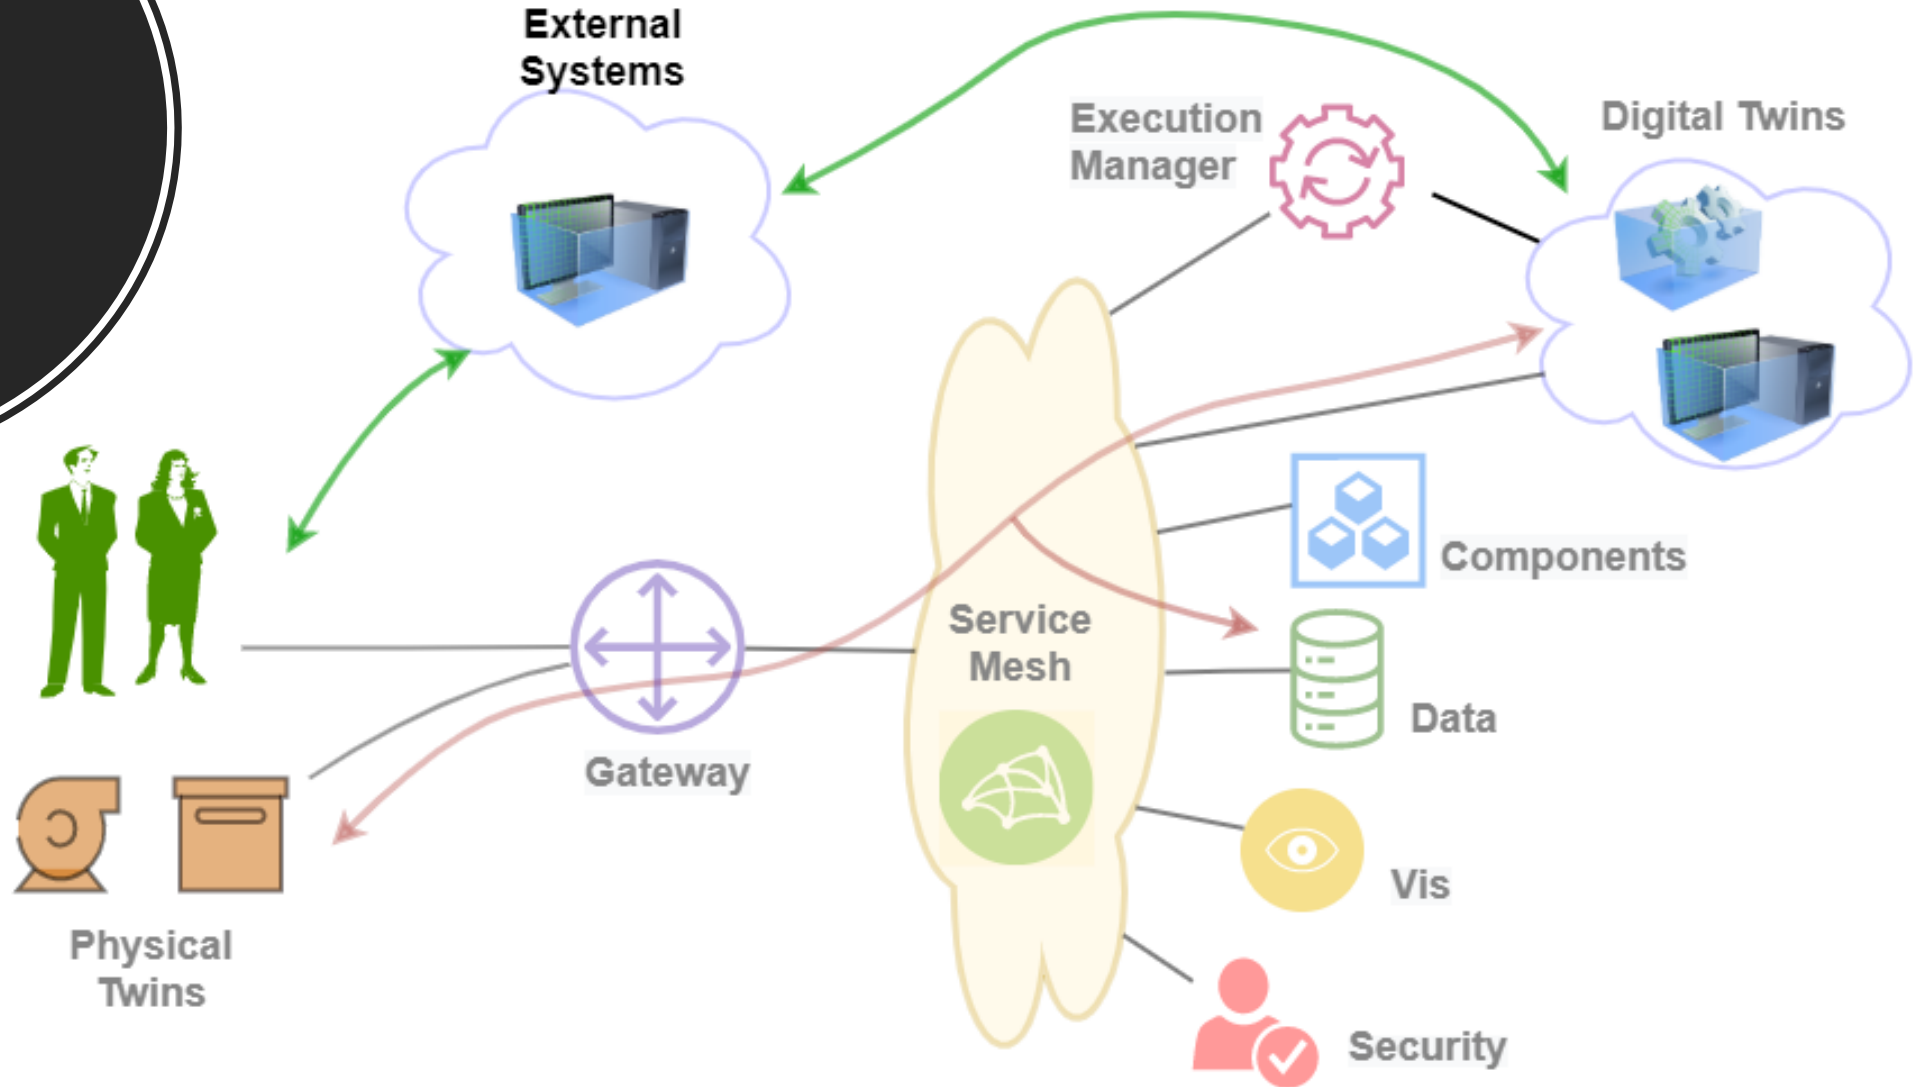 External
Systems
Execution
Manager
Digital Twins
Components
Service
Mesh
Data
Gateway
Vis
Physical
Twins
Security